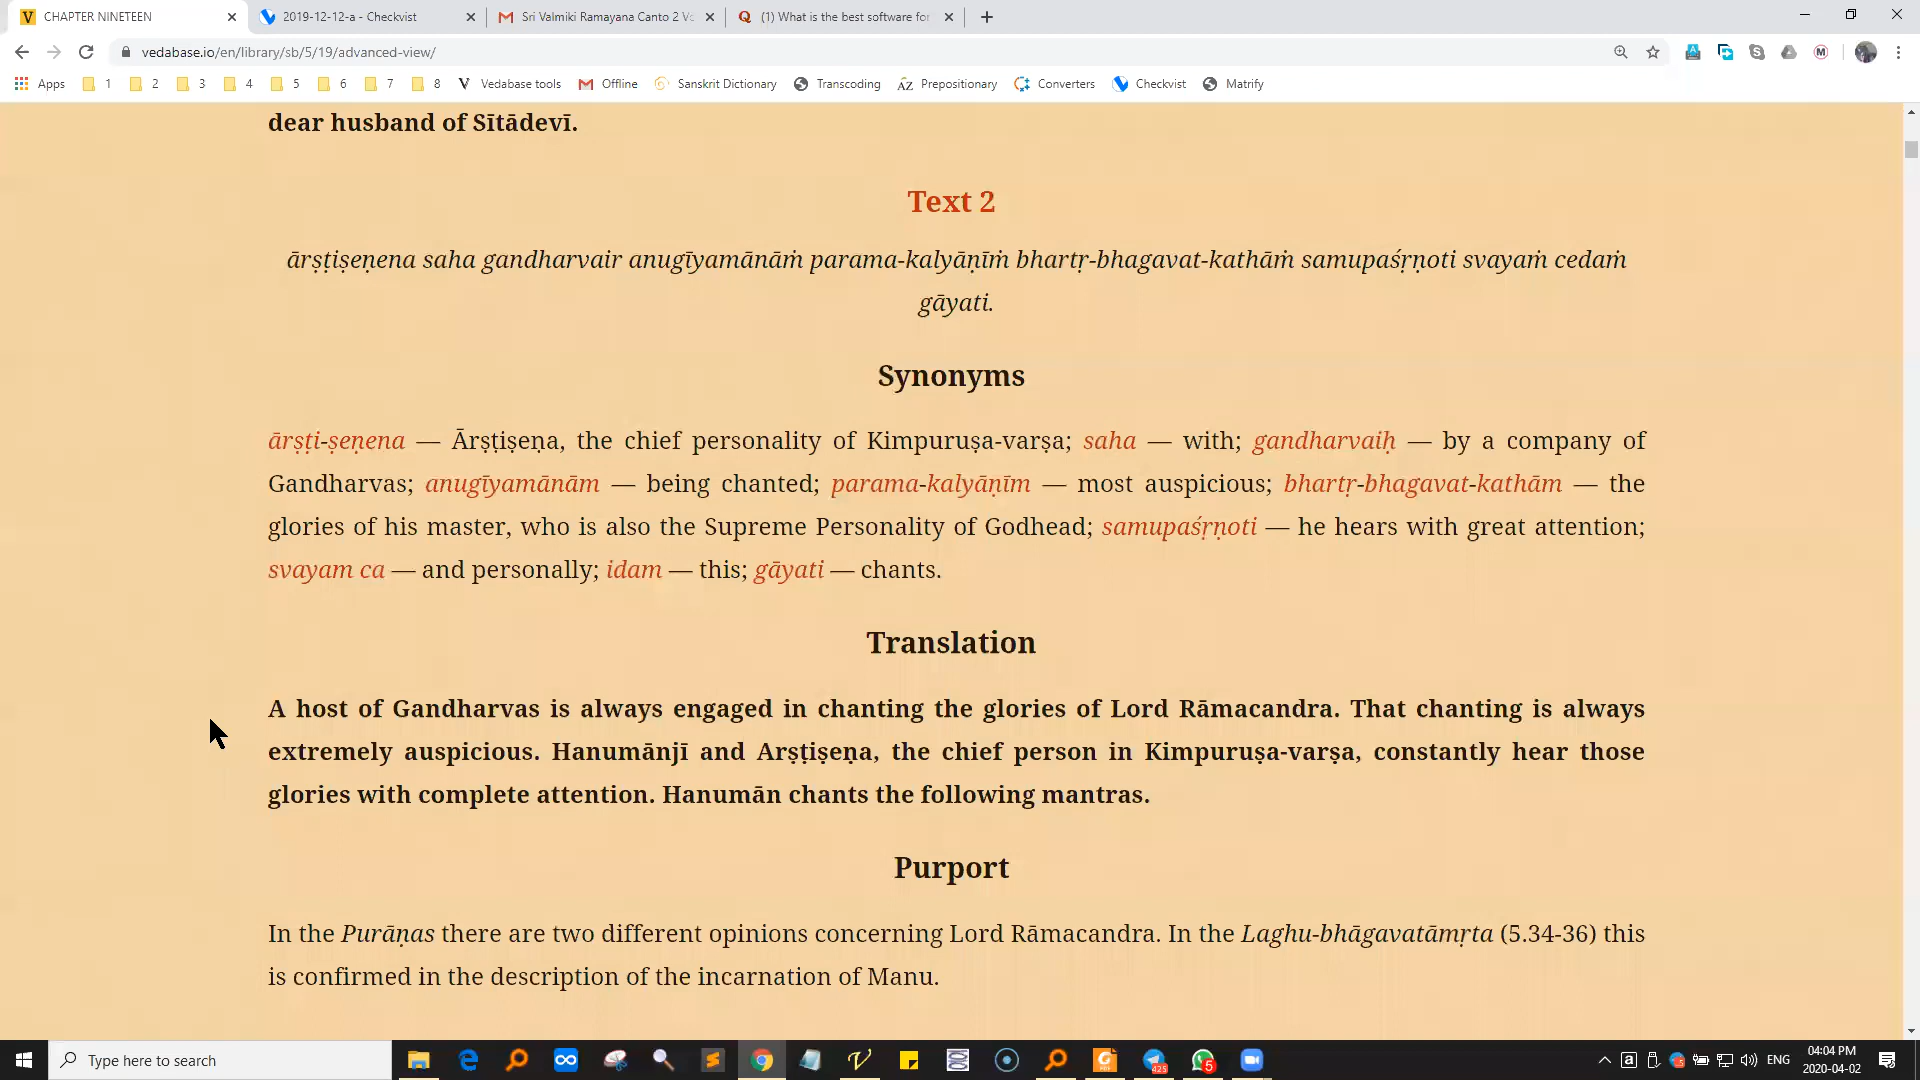 CHAPTER NINETEEN
2019-12-12-a - Checkvist
Sri Valmiki Ramayana Canto 2 Vo
(1) What is the best software for
vedabase.io/en/library/sb/5/19/advanced-view/
Apps 1 2 3 4 5 6 7 8 Vedabase tools Offline Sanskrit Dictionary Transcoding Prepositionary Converters Checkvist Matrify
dear husband of Sītādevī.
Text 2
ārṣṭiṣeṇena saha gandharvair anugīyamānāṁ parama-kalyāṇīṁ bhartṛ-bhagavat-kathāṁ samupaśṛṇoti svayaṁ cedaṁ
gāyati.
Synonyms
ārṣṭi-ṣeṇena — Ārṣṭiṣeṇa, the chief personality of Kimpuruṣa-varṣa; saha — with; gandharvaiḥ — by a company of
Gandharvas; anugīyamānām — being chanted; parama-kalyāṇīm — most auspicious; bhartṛ-bhagavat-kathām — the
glories of his master, who is also the Supreme Personality of Godhead; samupaśṛṇoti — he hears with great attention;
svayam ca — and personally; idam — this; gāyati — chants.
Translation
A host of Gandharvas is always engaged in chanting the glories of Lord Rāmacandra. That chanting is always
extremely auspicious. Hanumānjī and Arṣṭiṣeṇa, the chief person in Kimpuruṣa-varṣa, constantly hear those
glories with complete attention. Hanumān chants the following mantras.
Purport
In the Purāṇas there are two different opinions concerning Lord Rāmacandra. In the Laghu-bhāgavatāmṛta (5.34-36) this
is confirmed in the description of the incarnation of Manu.
Type here to search
425
5
ENG
04:04 PM
2020-04-02